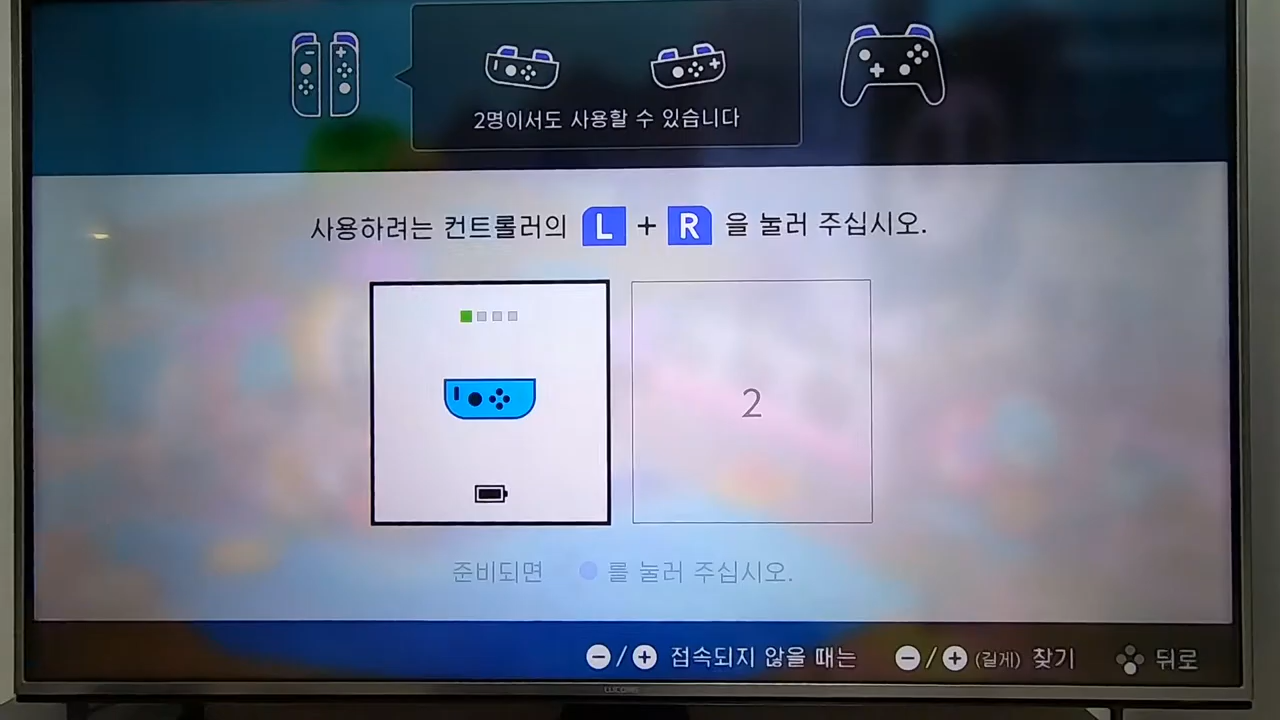 2명이서도 사용할 수 있습니다
사용하려는 컨트롤러의 L + R 을 눌러 주십시오.
2
준비되면 를 눌러 주십시오.
−/+ 접속되지 않을 때는 −/+ (길게) 찾기 뒤로
LUCOMS